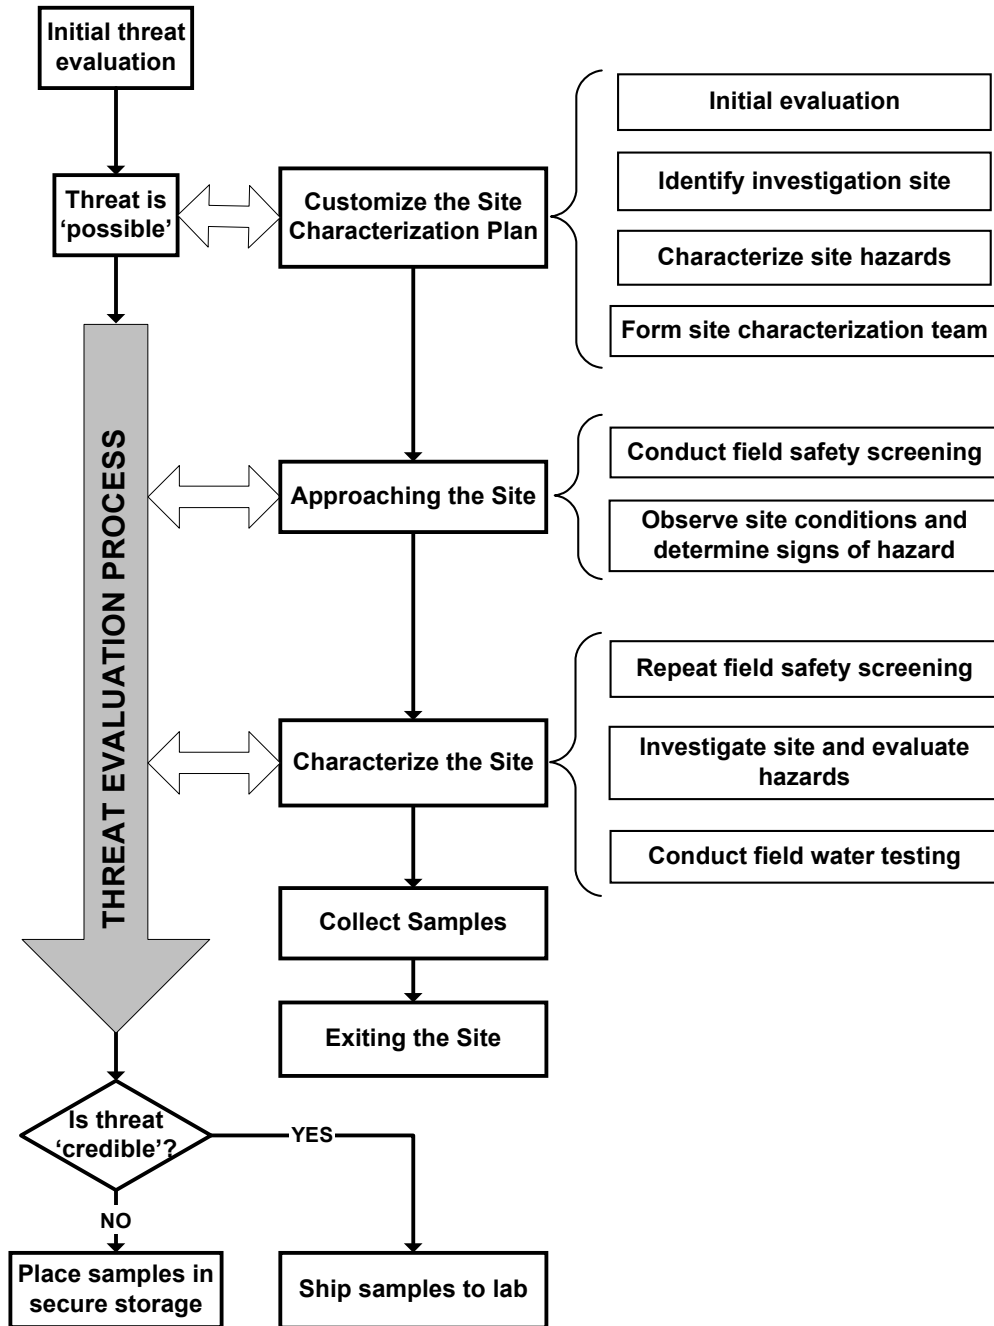 Initial threat
evaluation
Threat is
‘possible’
Customize the Site
Characterization Plan
Initial evaluation
Identify investigation site
Characterize site hazards
Form site characterization team
THREAT EVALUATION PROCESS
Approaching the Site
Conduct field safety screening
Observe site conditions and
determine signs of hazard
Characterize the Site
Repeat field safety screening
Investigate site and evaluate
hazards
Conduct field water testing
Collect Samples
Exiting the Site
Is threat
‘credible’?
YES
NO
Place samples in
secure storage
Ship samples to lab